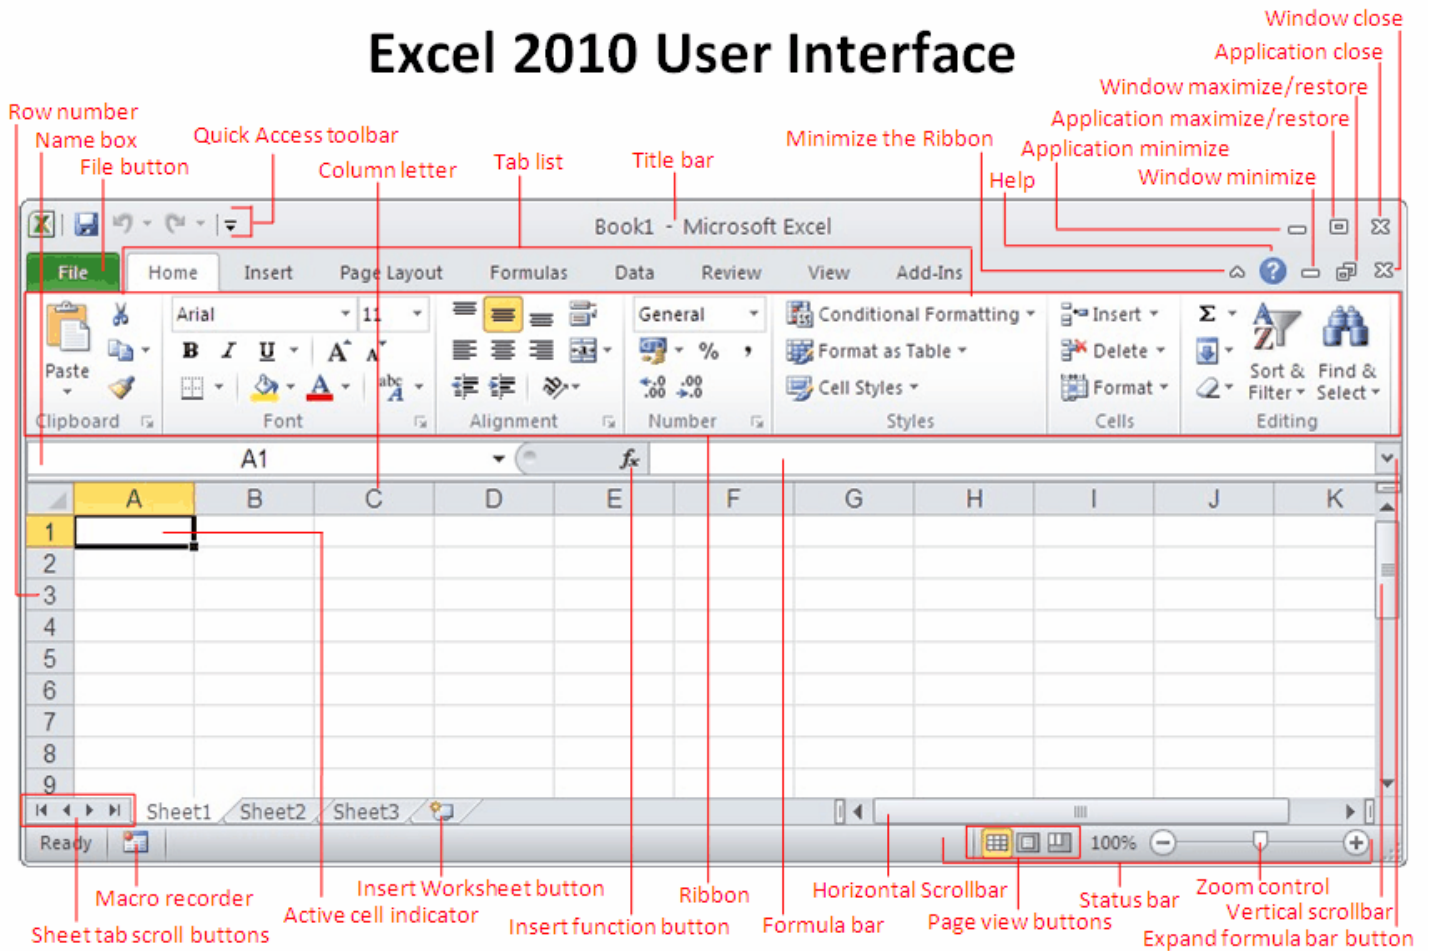 Excel 2010 User Interface
Window close
Application close
Window maximize/restore
Application maximize/restore
Application minimize
Window minimize
Minimize the Ribbon
Help
Row number
Name box
File button
Quick Access toolbar
Column letter
Tab list
Title bar
Book1 - Microsoft Excel
File Home Insert Page Layout Formulas Data Review View Add-Ins
Arial 11 General Conditional Formatting Insert Σ
Paste B I U A A % , Format as Table Delete Sort & Filter Find & Select
A abc A .0 .00 .00 .0 Cell Styles Format
Clipboard Font Alignment Number Styles Cells Editing
A1 fx
A B C D E F G H I J K
1
2
3
4
5
6
7
8
9
Sheet1 Sheet2 Sheet3
Ready 100%
Macro recorder
Sheet tab scroll buttons
Active cell indicator
Insert Worksheet button
Insert function button
Ribbon
Formula bar
Horizontal Scrollbar
Page view buttons
Status bar
Zoom control
Vertical scrollbar
Expand formula bar button